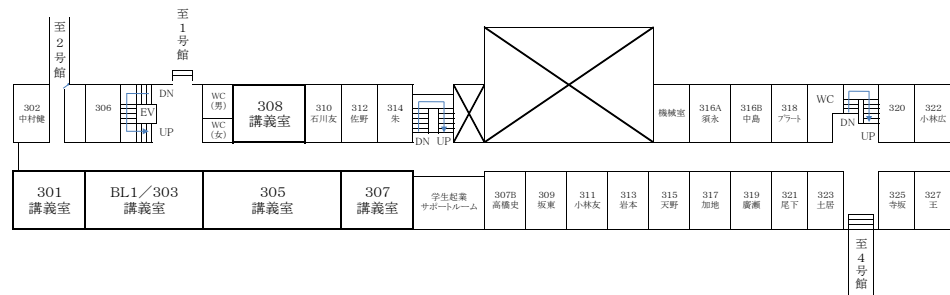 至2号館
至1号館
302
中村健
306
DN
EV
UP
WC
(男)
WC
(女)
308
講義室
310
石川友
312
佐野
314
朱
DN UP
機械室
316A
須永
316B
中島
318
プラート
WC
DN
UP
320
322
小林広
301
講義室
BL1／303
講義室
305
講義室
307
講義室
学生起業
サポートルーム
307B
高橋史
309
坂東
311
小林友
313
岩本
315
天野
317
加地
319
廣瀬
321
尾下
323
土居
325
寺坂
327
王
至4号館